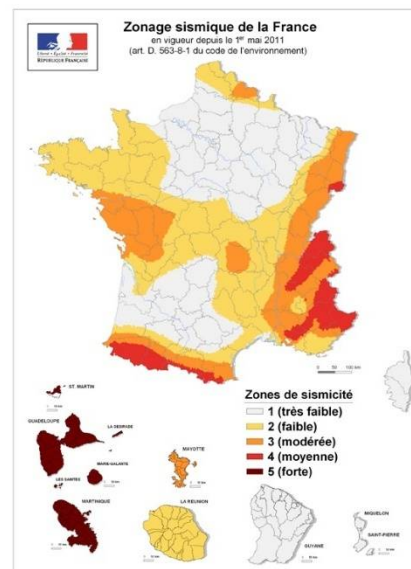 Zonage sismique de la France
en vigueur depuis le 1er mai 2011
(art. D. 563-8-1 du code de l'environnement)
RÉPUBLIQUE FRANÇAISE
Zones de sismicité
1 (très faible)
2 (faible)
3 (modérée)
4 (moyenne)
5 (forte)
ST. MARTIN
GUADELOUPE
LA DESIRADE
MARIE-GALANTE
LES SAINTES
MAYOTTE
MARTINIQUE
LA REUNION
GUYANE
MIQUELON
SAINT-PIERRE